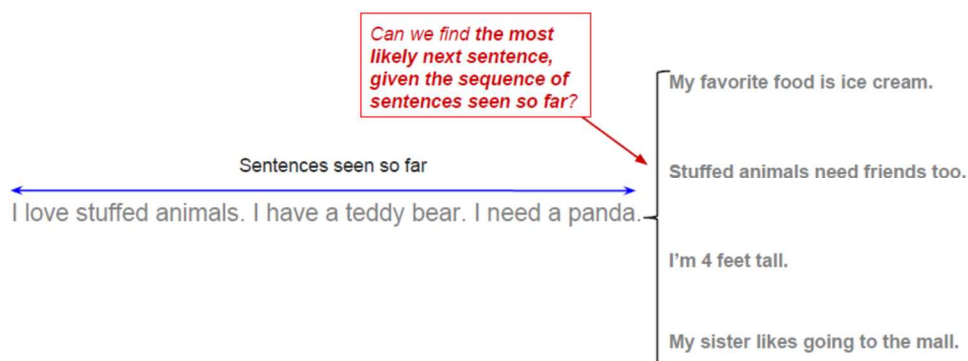 Can we find the most
likely next sentence,
given the sequence of
sentences seen so far?
My favorite food is ice cream.
Sentences seen so far
Stuffed animals need friends too.
I love stuffed animals. I have a teddy bear. I need a panda.
I'm 4 feet tall.
My sister likes going to the mall.